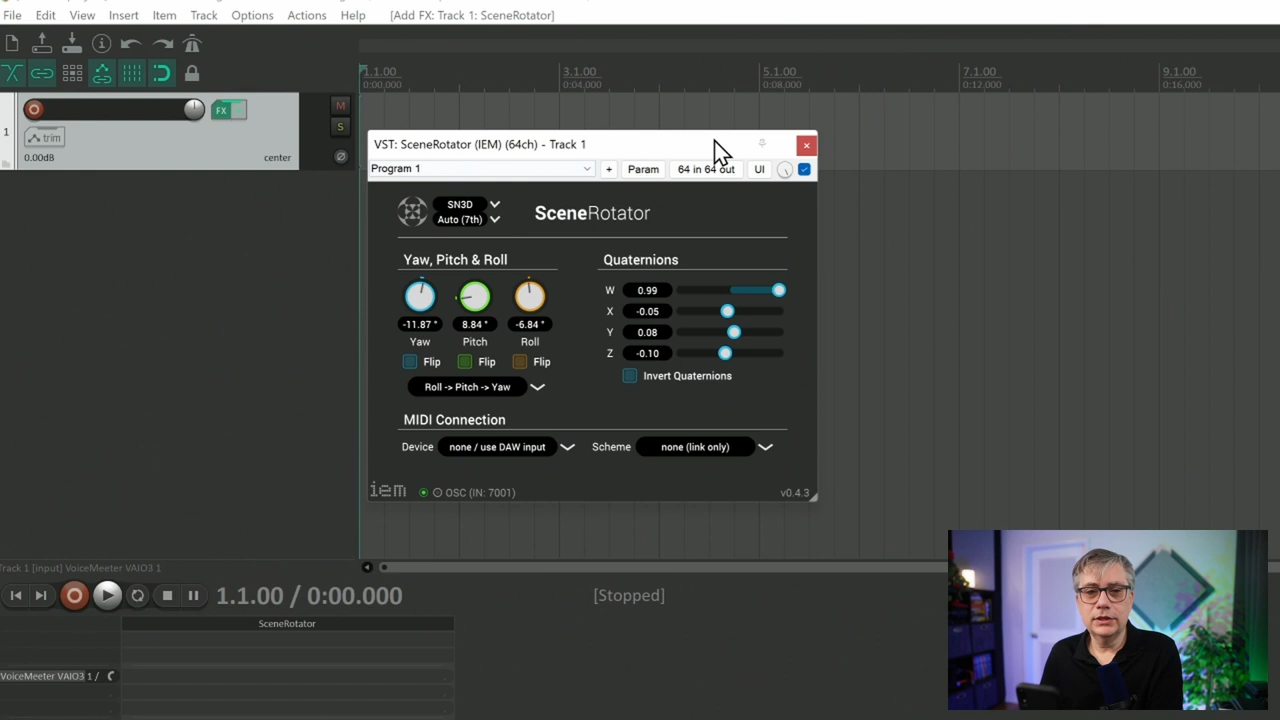 File Edit View Insert Item Track Options Actions Help [Add FX: Track 1: SceneRotator]
1.1.00 3.1.00 5.1.00 7.1.00 9.1.00
0:00.000 0:04.000 0:08.000 0:12.000 0:16.000
FX M
1 S
trim
0.00dB center
VST: SceneRotator (IEM) (64ch) - Track 1
Program 1 + Param 64 in 64 out UI
SN3D
Auto (7th)
SceneRotator
Yaw, Pitch & Roll Quaternions
W 0.99
X -0.05
-11.87 ° 8.84 ° -6.84 °
Y 0.08
Yaw Pitch Roll
Z -0.10
Flip Flip Flip
Invert Quaternions
Roll -> Pitch -> Yaw
MIDI Connection
Device none / use DAW input Scheme none (link only)
iem OSC (IN: 7001) v0.4.3
Track 1 [input] VoiceMeeter VAIO3 1
1.1.00 / 0:00.000 [Stopped]
SceneRotator
VoiceMeeter VAIO3 1 /